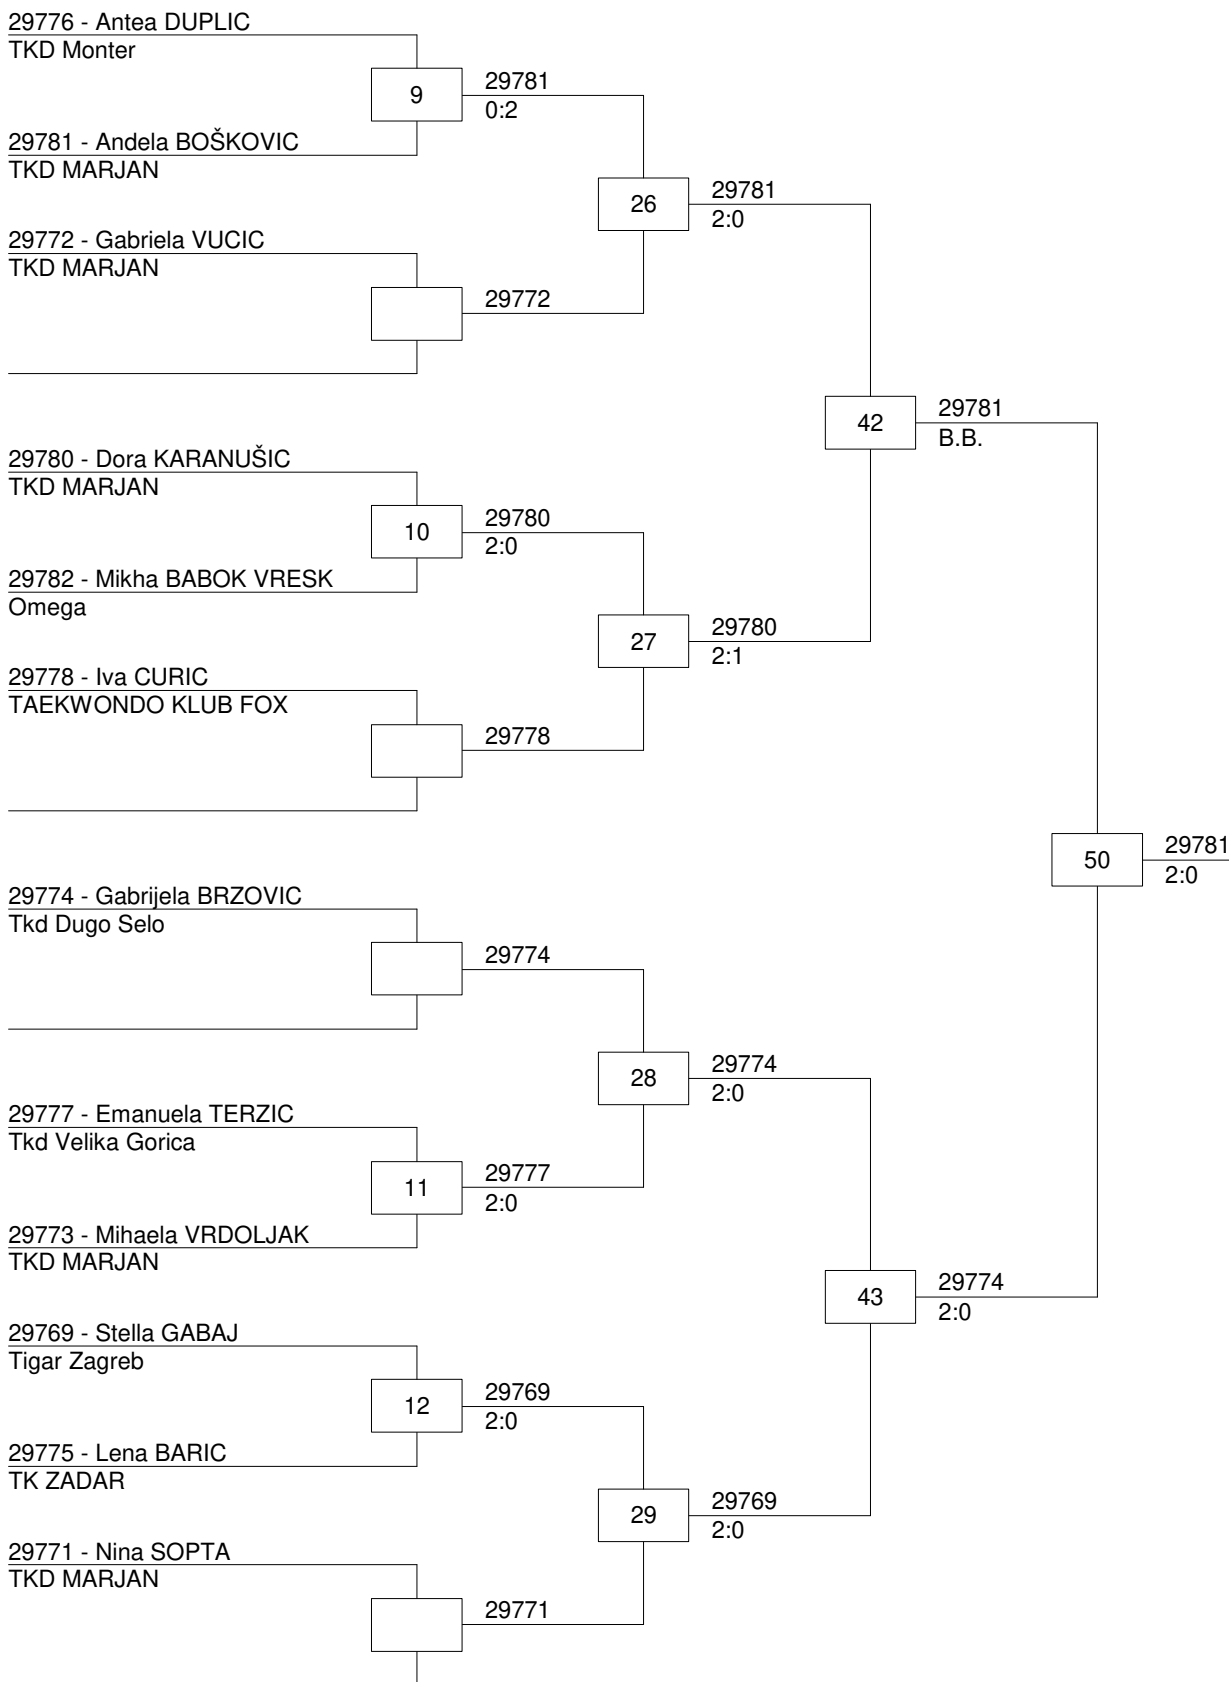 29776 - Antea DUPLIC
TKD Monter
9
29781
0:2
29781 - Andela BOŠKOVIC
TKD MARJAN
26
29781
2:0
29772 - Gabriela VUCIC
TKD MARJAN
29772
42
29781
B.B.
29780 - Dora KARANUŠIC
TKD MARJAN
10
29780
2:0
29782 - Mikha BABOK VRESK
Omega
27
29780
2:1
29778 - Iva CURIC
TAEKWONDO KLUB FOX
29778
50
29781
2:0
29774 - Gabrijela BRZOVIC
Tkd Dugo Selo
29774
28
29774
2:0
29777 - Emanuela TERZIC
Tkd Velika Gorica
11
29777
2:0
29773 - Mihaela VRDOLJAK
TKD MARJAN
43
29774
2:0
29769 - Stella GABAJ
Tigar Zagreb
12
29769
2:0
29775 - Lena BARIC
TK ZADAR
29
29769
2:0
29771 - Nina SOPTA
TKD MARJAN
29771